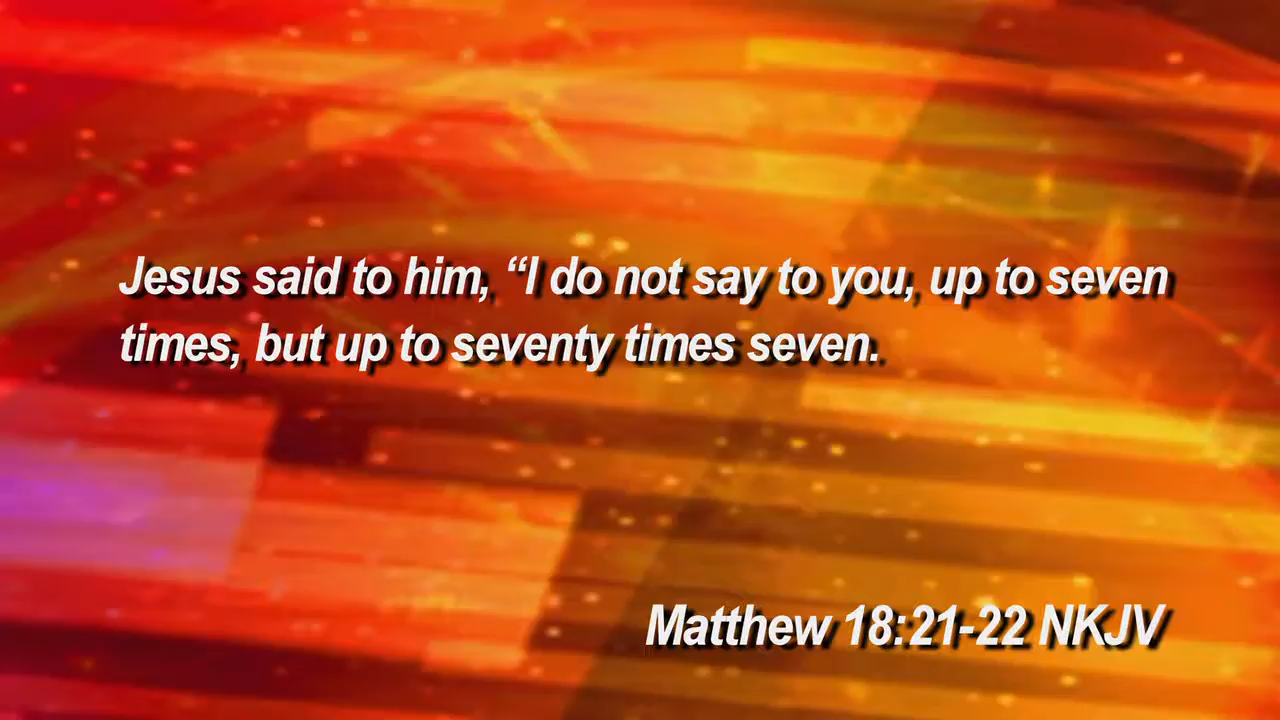 Jesus said to him, “I do not say to you, up to seven
times, but up to seventy times seven.
Matthew 18:21-22 NKJV